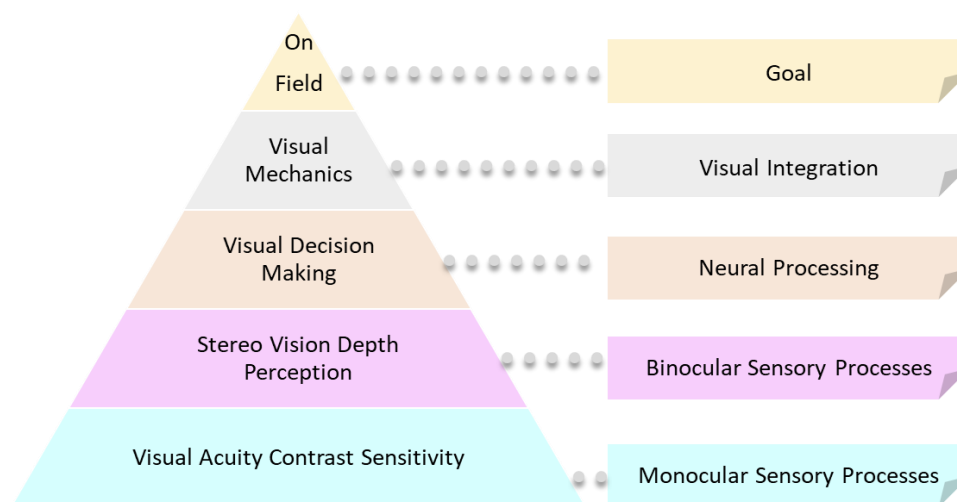 On
Field
Goal
Visual
Mechanics
Visual Integration
Visual Decision
Making
Neural Processing
Stereo Vision Depth
Perception
Binocular Sensory Processes
Visual Acuity Contrast Sensitivity
Monocular Sensory Processes